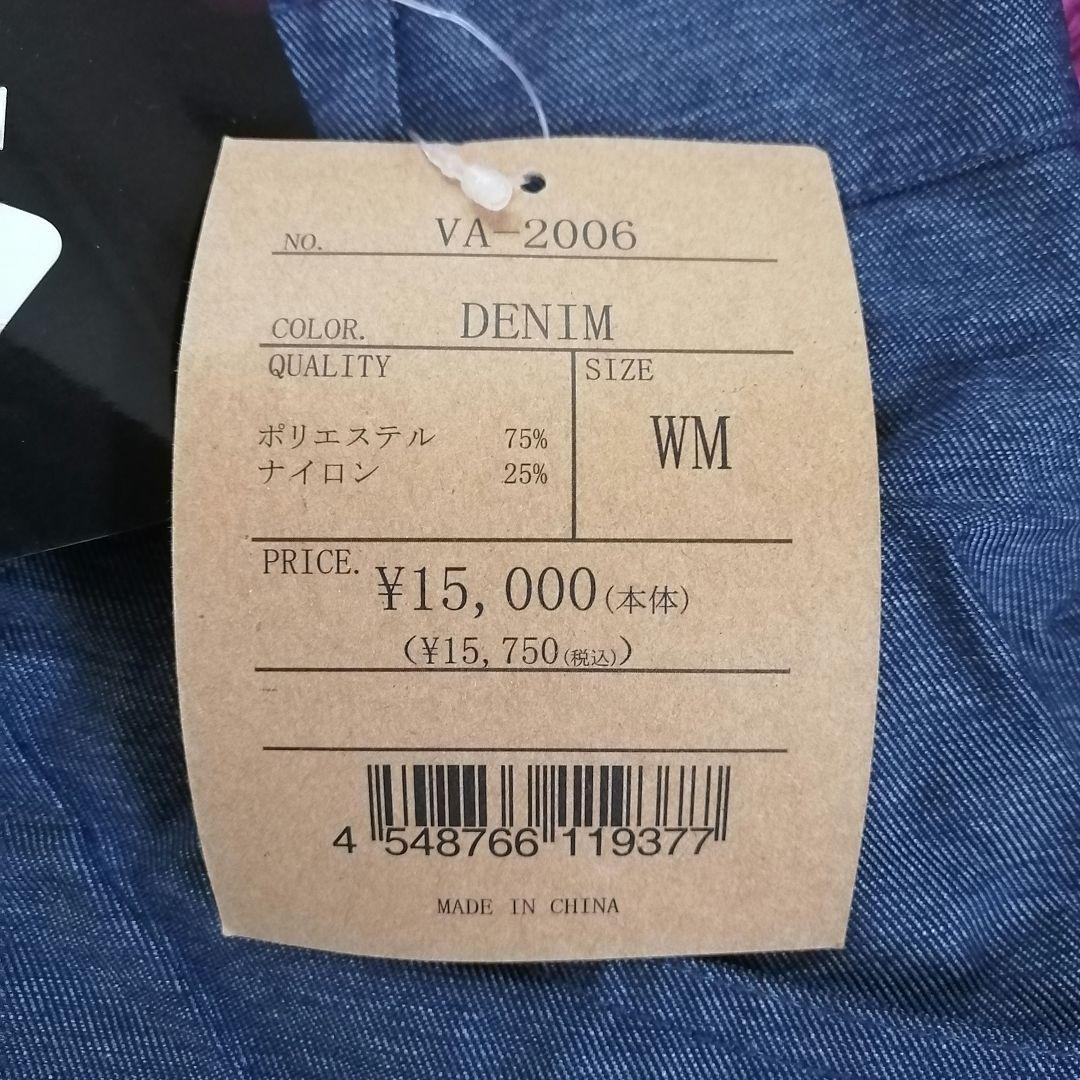 NO. VA-2006
COLOR. DENIM
QUALITY SIZE
ポリエステル 75%
ナイロン 25%
WM
PRICE. ¥15,000(本体)
(¥15,750(税込))
4 548766 119377
MADE IN CHINA